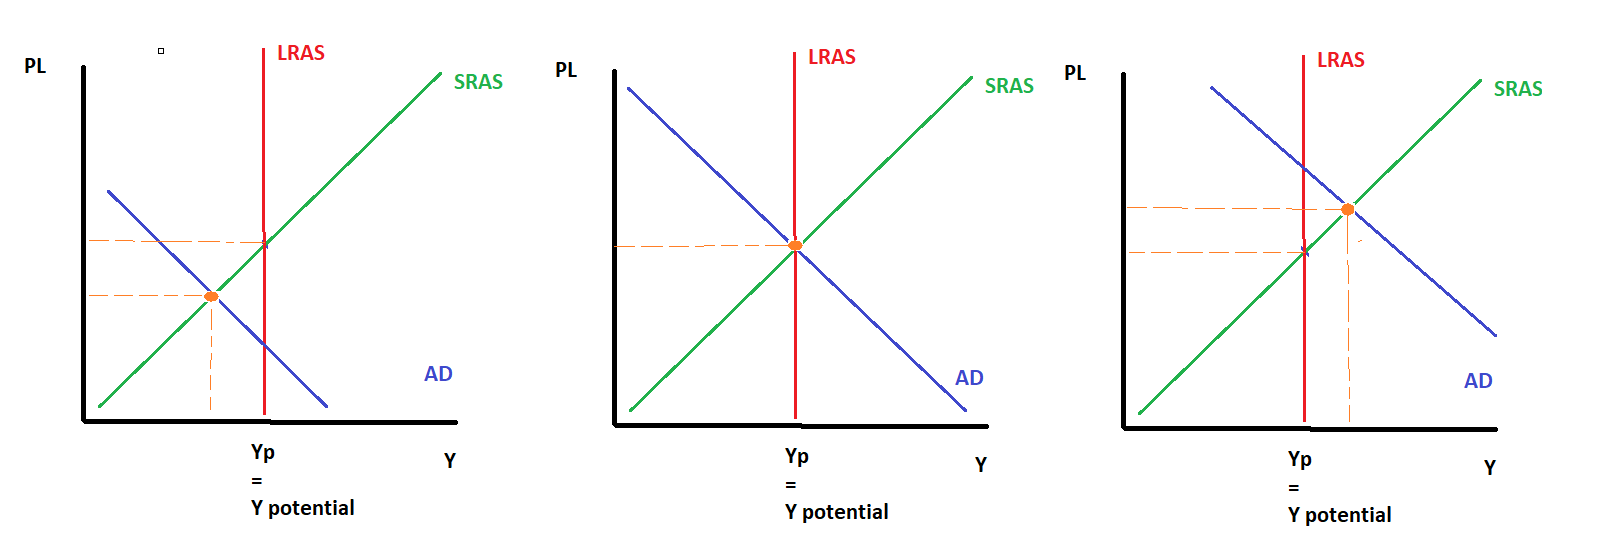 PL
LRAS
SRAS
AD
Yp
=
Y potential
Y
PL
LRAS
SRAS
AD
Yp
=
Y potential
Y
PL
LRAS
SRAS
AD
Yp
=
Y potential
Y